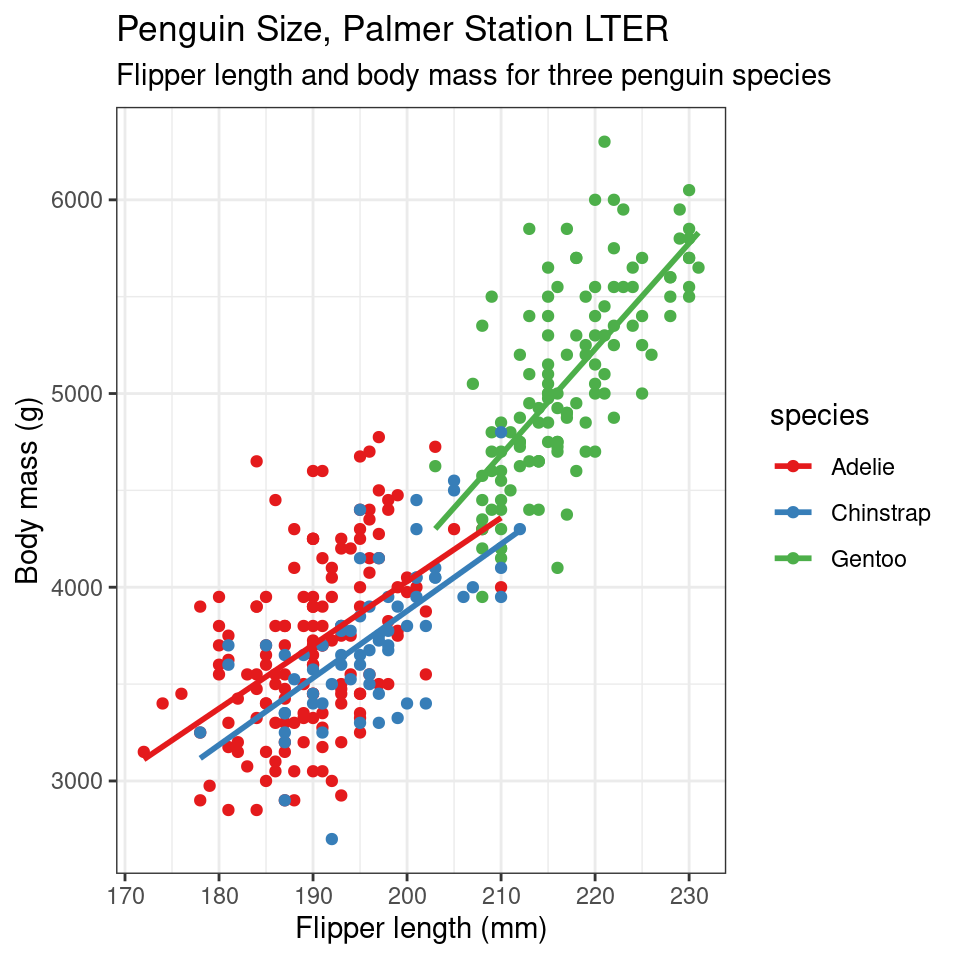 Penguin Size, Palmer Station LTER
Flipper length and body mass for three penguin species
6000
5000
4000
3000
Body mass (g)
170 180 190 200 210 220 230
Flipper length (mm)
species
Adelie
Chinstrap
Gentoo